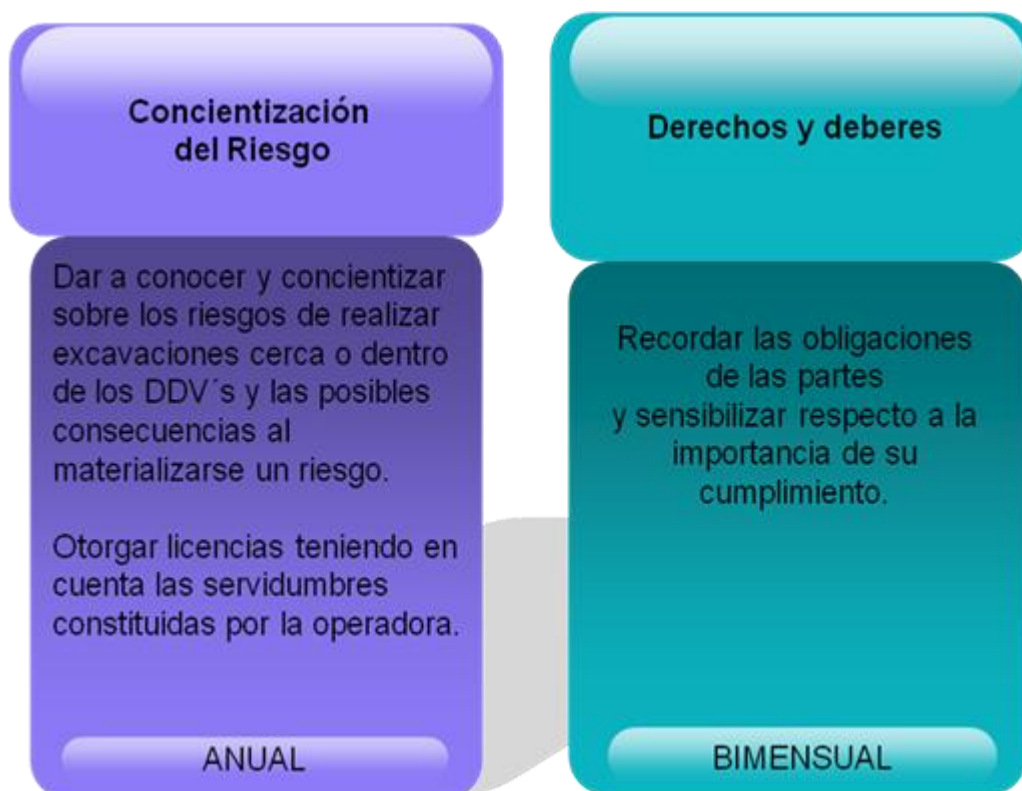 Concientización
del Riesgo
Dar a conocer y concientizar
sobre los riesgos de realizar
excavaciones cerca o dentro
de los DDV´s y las posibles
consecuencias al
materializarse un riesgo.
Otorgar licencias teniendo en
cuenta las servidumbres
constituidas por la operadora.
ANUAL
Derechos y deberes
Recordar las obligaciones
de las partes
y sensibilizar respecto a la
importancia de su
cumplimiento.
BIMENSUAL